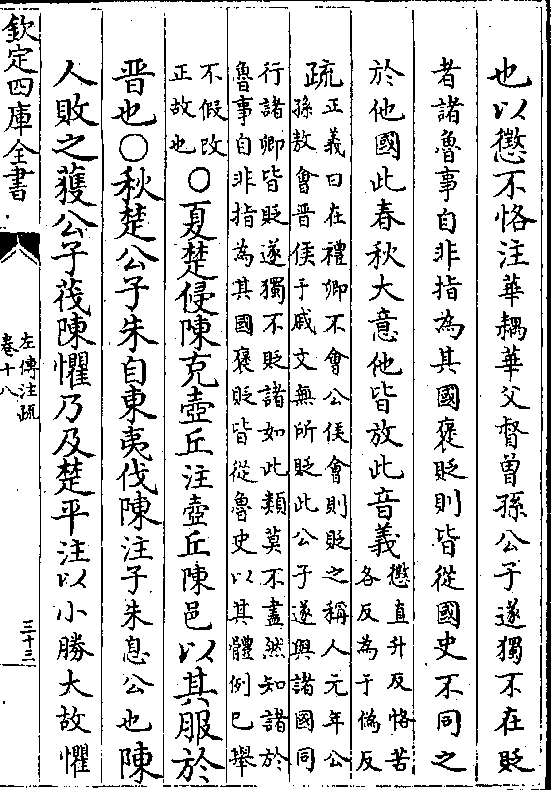 也以懲不恪注華耦華父督曾孫公子遂獨不在貶
者諸魯事自非指為其國褒貶則皆從國史不同之
於他國此春秋大意他皆放此音義
懲直升反恪苦
各反為于偽反
疏
正義曰在禮卿不會公侯會則貶之稱人元年公
孫敖會晉侯于戚文無所貶此公子遂與諸國同
行諸卿皆貶遂獨不貶諸如此類莫不盡然知諸於
魯事自非指為其國褒貶皆從魯史以其體例已舉
不假改
正故也
○夏楚侵陳克壺丘注壺丘陳邑以其服於
晉也○秋楚公子朱自東夷伐陳注子朱息公也陳
人敗之獲公子茷陳懼乃及楚平注以小勝大故懼
欽定四庫全書
左傳注疏
卷十八
三十三